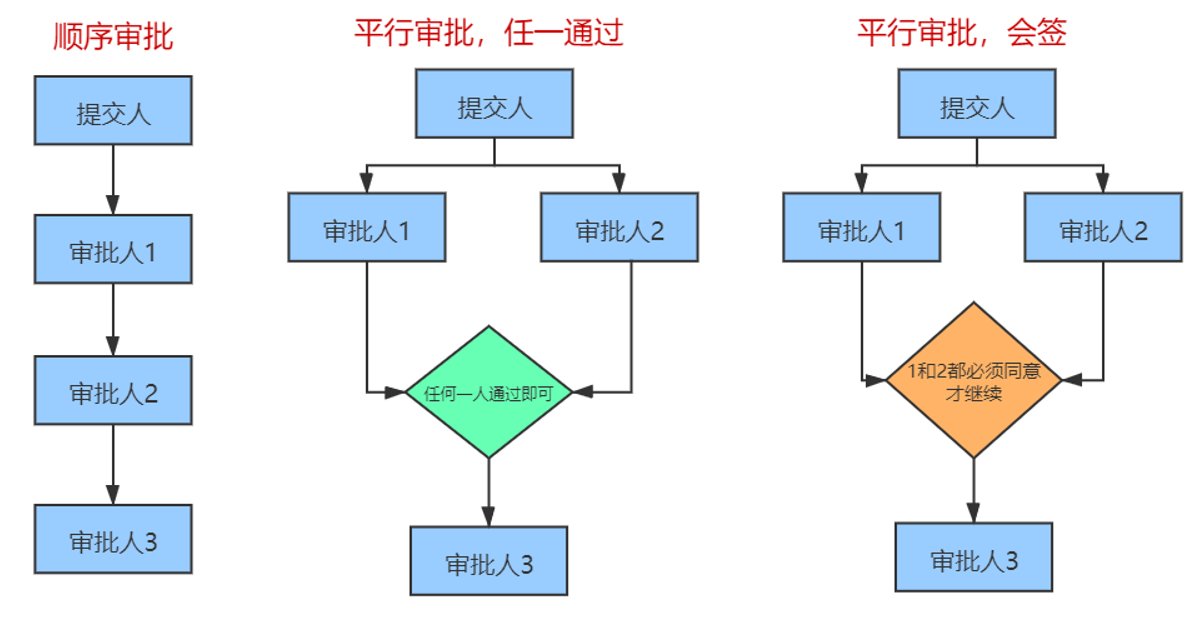 顺序审批
提交人
审批人1
审批人2
审批人3
平行审批，任一通过
提交人
审批人1
审批人2
任何一人通过即可
审批人3
平行审批，会签
提交人
审批人1
审批人2
1和2都必须同意
才继续
审批人3